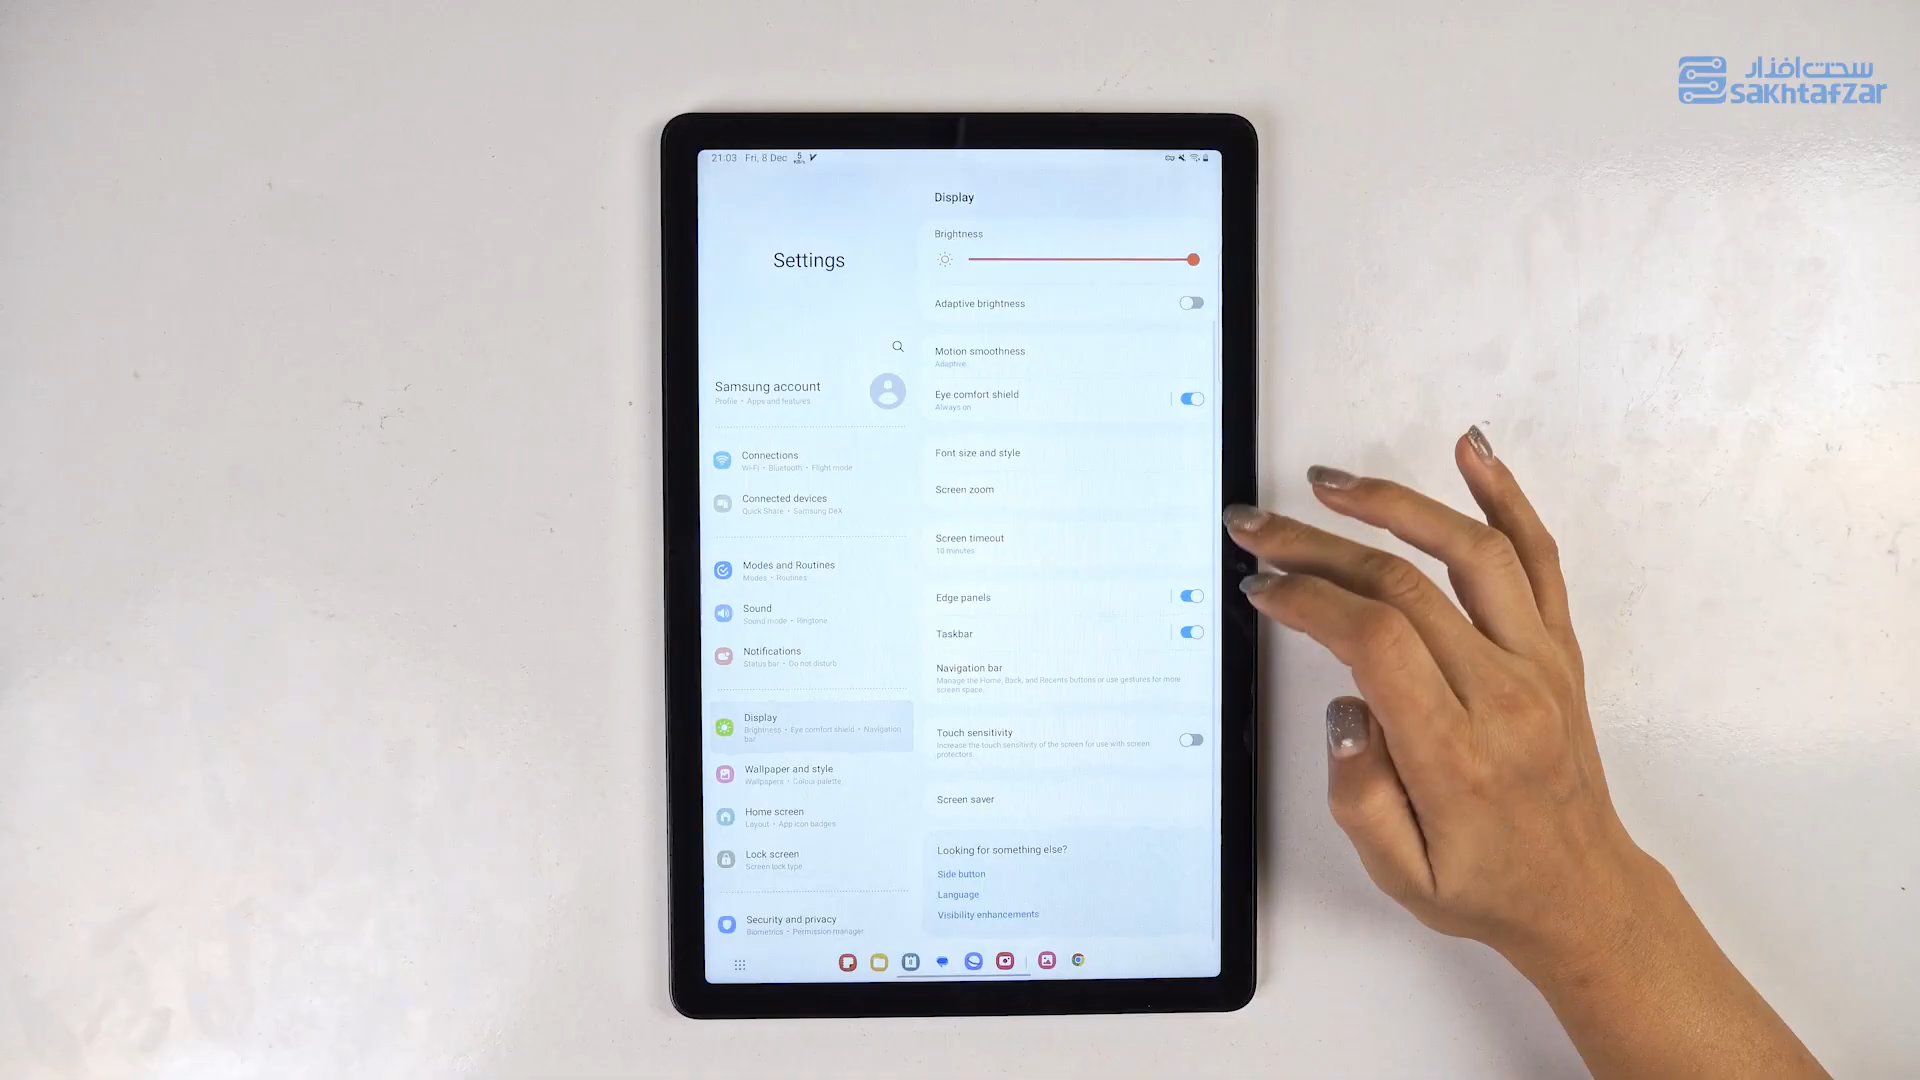 سخت‌افزار
sakhtafzar
21:03 Fri, 8 Dec 5 KB/s
Settings
Samsung account
Profile • Apps and features
Connections
Wi-Fi • Bluetooth • Flight mode
Connected devices
Quick Share • Samsung DeX
Modes and Routines
Modes • Routines
Sound
Sound mode • Ringtone
Notifications
Status bar • Do not disturb
Display
Brightness • Eye comfort shield • Navigation
bar
Wallpaper and style
Wallpapers • Colour palette
Home screen
Layout • App icon badges
Lock screen
Screen lock type
Security and privacy
Biometrics • Permission manager
Display
Brightness
Adaptive brightness
Motion smoothness
Adaptive
Eye comfort shield
Always on
Font size and style
Screen zoom
Screen timeout
10 minutes
Edge panels
Taskbar
Navigation bar
Manage the Home, Back, and Recents buttons or use gestures for more
screen space.
Touch sensitivity
Increase the touch sensitivity of the screen for use with screen
protectors.
Screen saver
Looking for something else?
Side button
Language
Visibility enhancements